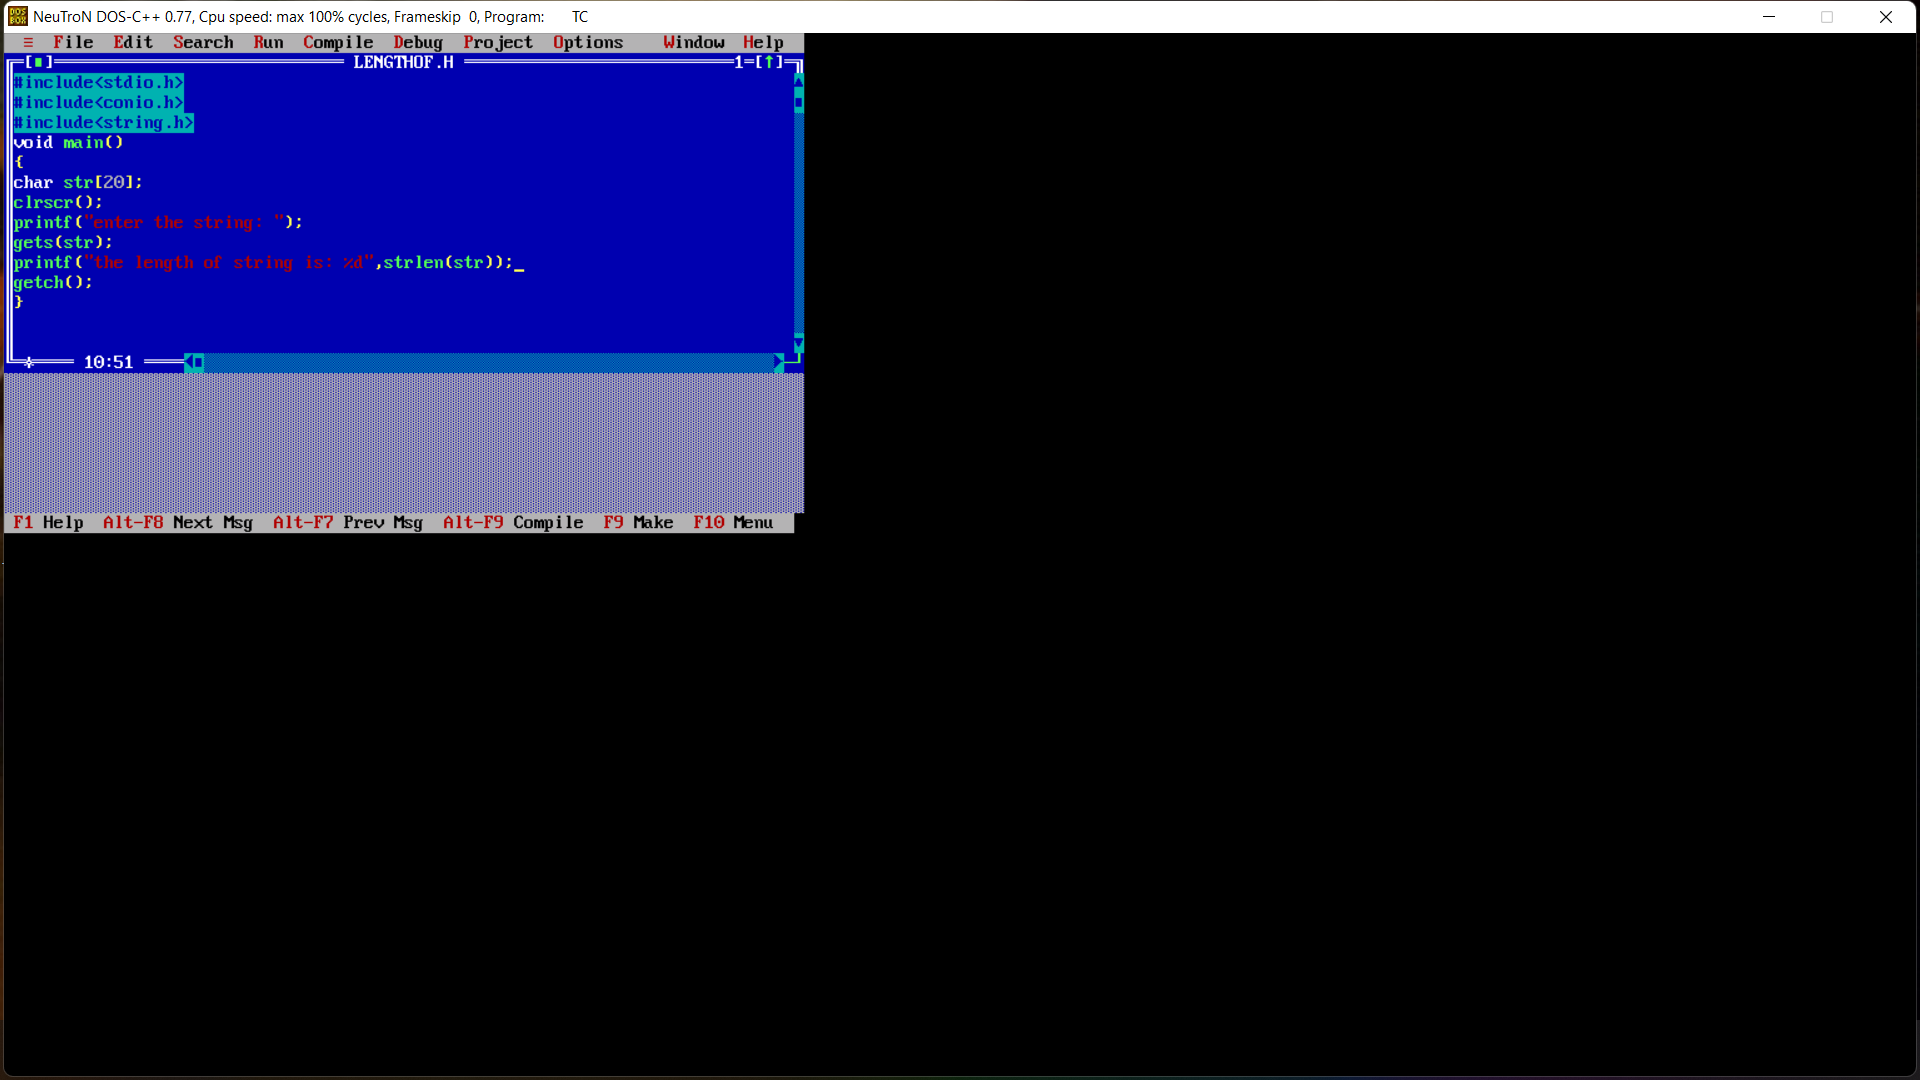 NeuTroN DOS-C++ 0.77, Cpu speed: max 100% cycles, Frameskip 0, Program: TC
≡ File Edit Search Run Compile Debug Project Options Window Help
[■] LENGTHOF.H 1=[↑]
#include<stdio.h>
#include<conio.h>
#include<string.h>
void main()
{
char str[20];
clrscr();
printf("enter the string: ");
gets(str);
printf("the length of string is: %d",strlen(str));_
getch();
}
10:51
F1 Help Alt-F8 Next Msg Alt-F7 Prev Msg Alt-F9 Compile F9 Make F10 Menu